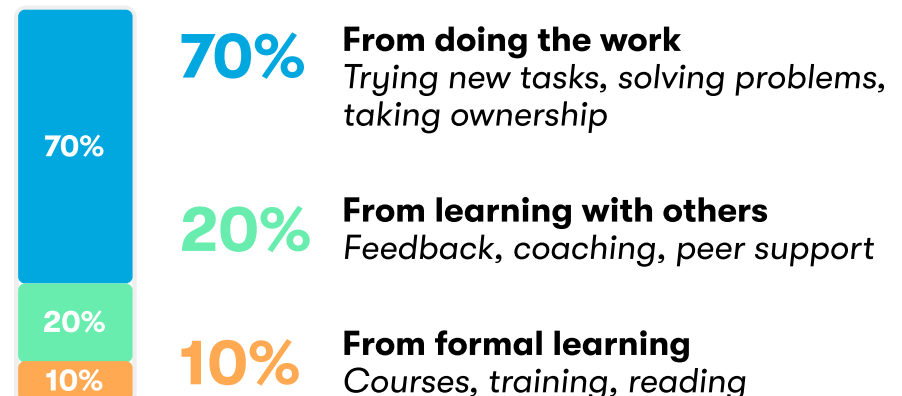 70%
70%
From doing the work
Trying new tasks, solving problems,
taking ownership
20%
20%
From learning with others
Feedback, coaching, peer support
10%
10%
From formal learning
Courses, training, reading